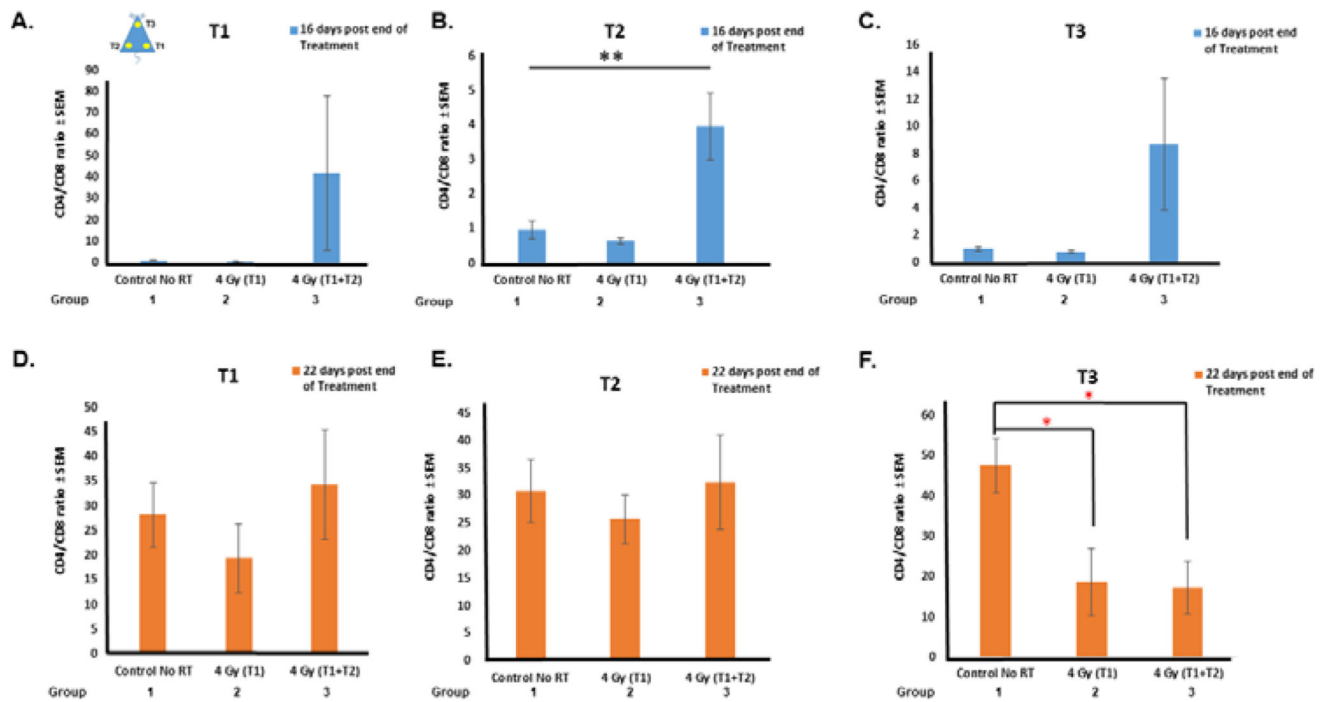 A.
T3
T2
T1
T1
16 days post end of
Treatment
CD4/CD8 ratio ±SEM
90
80
70
60
50
40
30
20
10
0
Control No RT
4 Gy (T1)
4 Gy (T1+T2)
Group
1
2
3
B.
T2
16 days post end
of Treatment
CD4/CD8 ratio ±SEM
6
5
4
3
2
1
0
**
Control No RT
4 Gy (T1)
4 Gy (T1+T2)
Group
1
2
3
C.
T3
16 days post end
of Treatment
CD4/CD8 ratio ±SEM
16
14
12
10
8
6
4
2
0
Control No RT
4 Gy (T1)
4 Gy (T1+T2)
Group
1
2
3
D.
T1
22 days post end
of Treatment
CD4/CD8 ratio ±SEM
50
45
40
35
30
25
20
15
10
5
0
Control No RT
4 Gy (T1)
4 Gy (T1+T2)
Group
1
2
3
E.
T2
22 days post end of
Treatment
CD4/CD8 ratio ±SEM
45
40
35
30
25
20
15
10
5
0
Control No RT
4 Gy (T1)
4 Gy (T1+T2)
Group
1
2
3
F.
T3
22 days post end of
Treatment
CD4/CD8 ratio ±SEM
60
50
40
30
20
10
0
*
*
Control No RT
4 Gy (T1)
4 Gy (T1+T2)
Group
1
2
3